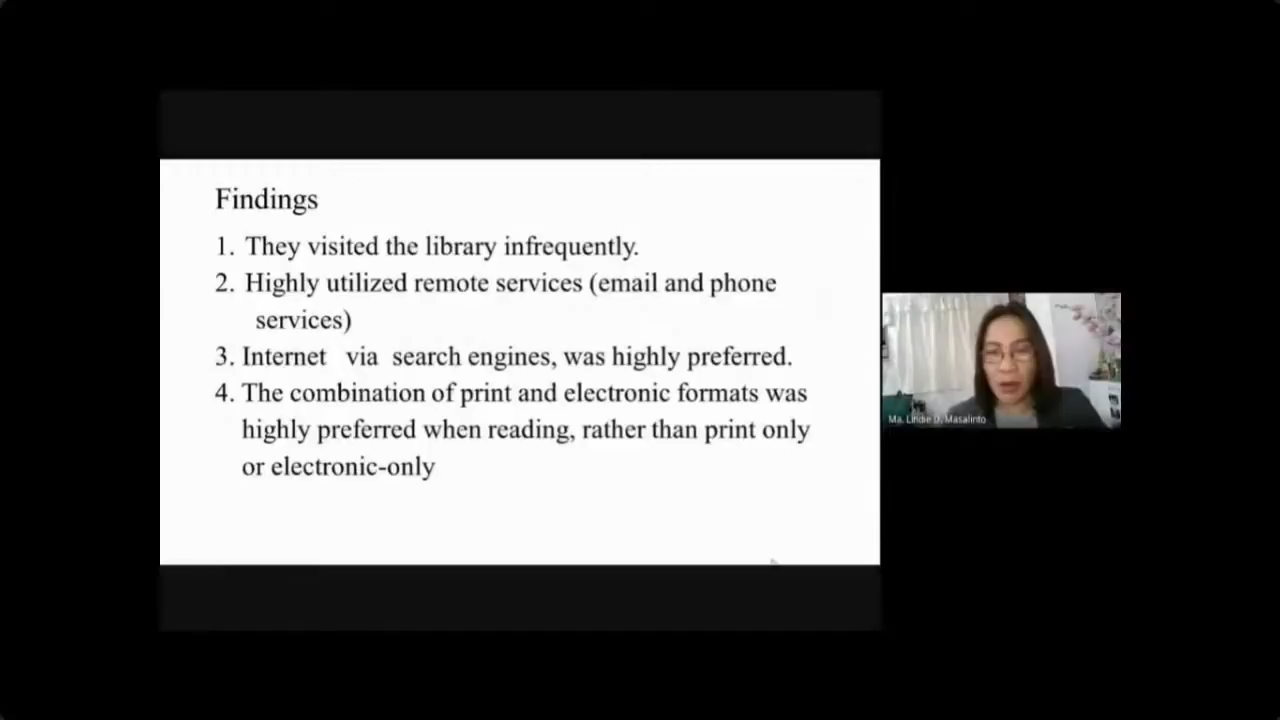 Findings
1. They visited the library infrequently.
2. Highly utilized remote services (email and phone
services)
3. Internet via search engines, was highly preferred.
4. The combination of print and electronic formats was
highly preferred when reading, rather than print only
or electronic-only
Ma. Lindie D. Masalinto